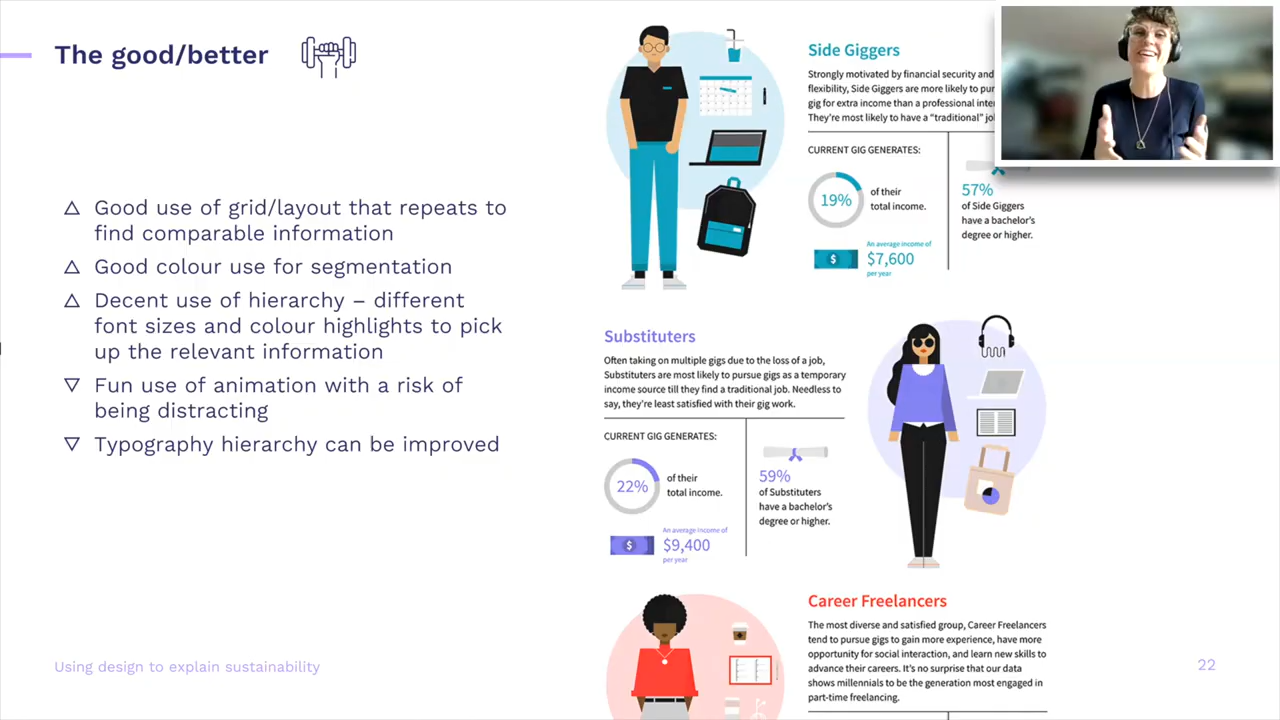 The good/better
Good use of grid/layout that repeats to
find comparable information
Good colour use for segmentation
Decent use of hierarchy – different
font sizes and colour highlights to pick
up the relevant information
Fun use of animation with a risk of
being distracting
Typography hierarchy can be improved
Using design to explain sustainability
Side Giggers
Strongly motivated by financial security and
flexibility, Side Giggers are more likely to
gig for extra income than a professional
They're most likely to have a "traditional"
CURRENT GIG GENERATES:
19%
of their
total income.
$
An average income of
$7,600
per year
57%
of Side Giggers
have a bachelor's
degree or higher.
Substituters
Often taking on multiple gigs due to the loss of a job,
Substituters are most likely to pursue gigs as a temporary
income source till they find a traditional job. Needless to
say, they're least satisfied with their gig work.
CURRENT GIG GENERATES:
22%
of their
total income.
$
An average income of
$9,400
per year
59%
of Substituters
have a bachelor's
degree or higher.
Career Freelancers
The most diverse and satisfied group, Career Freelancers
tend to pursue gigs to gain more experience, have more
opportunity for social interaction, and learn new skills to
advance their careers. It's no surprise that our data
shows millennials to be the generation most engaged in
part-time freelancing.
22